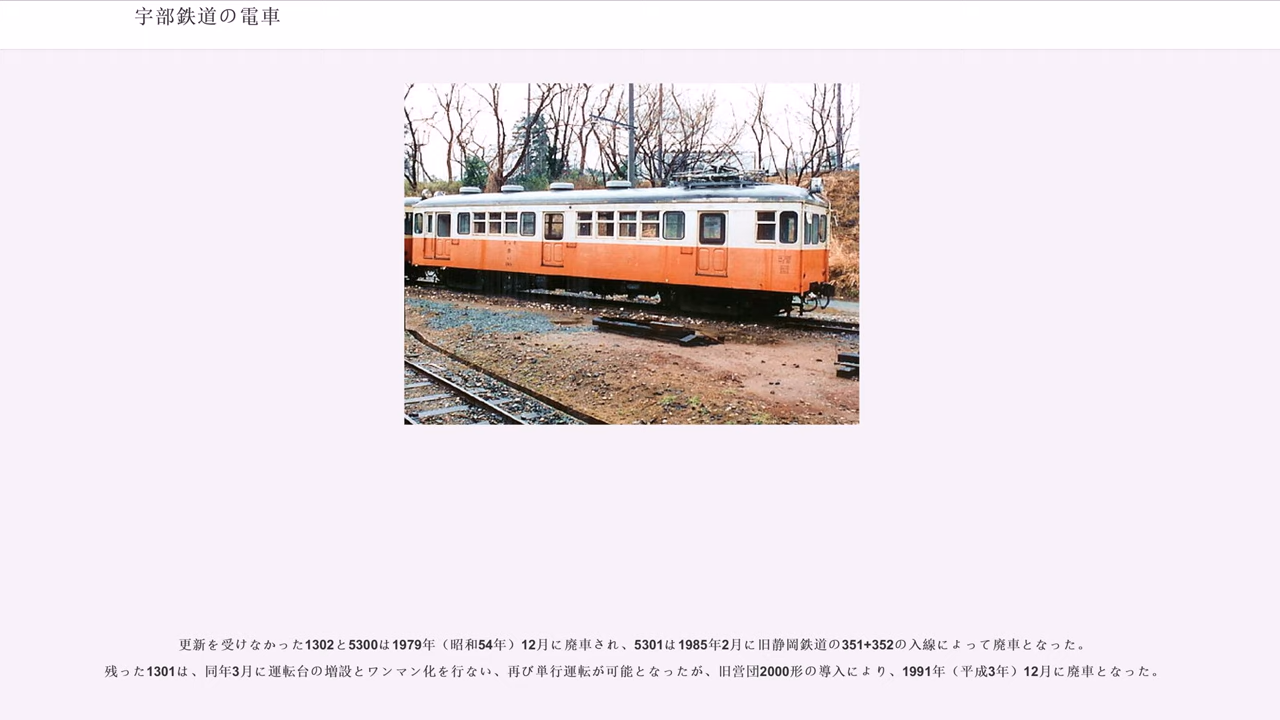 宇部鉄道の電車
更新を受けなかった1302と5300は1979年（昭和54年）12月に廃車され、5301は1985年2月に旧静岡鉄道の351+352の入線によって廃車となった。
残った1301は、同年3月に運転台の増設とワンマン化を行ない、再び単行運転が可能となったが、旧営団2000形の導入により、1991年（平成3年）12月に廃車となった。